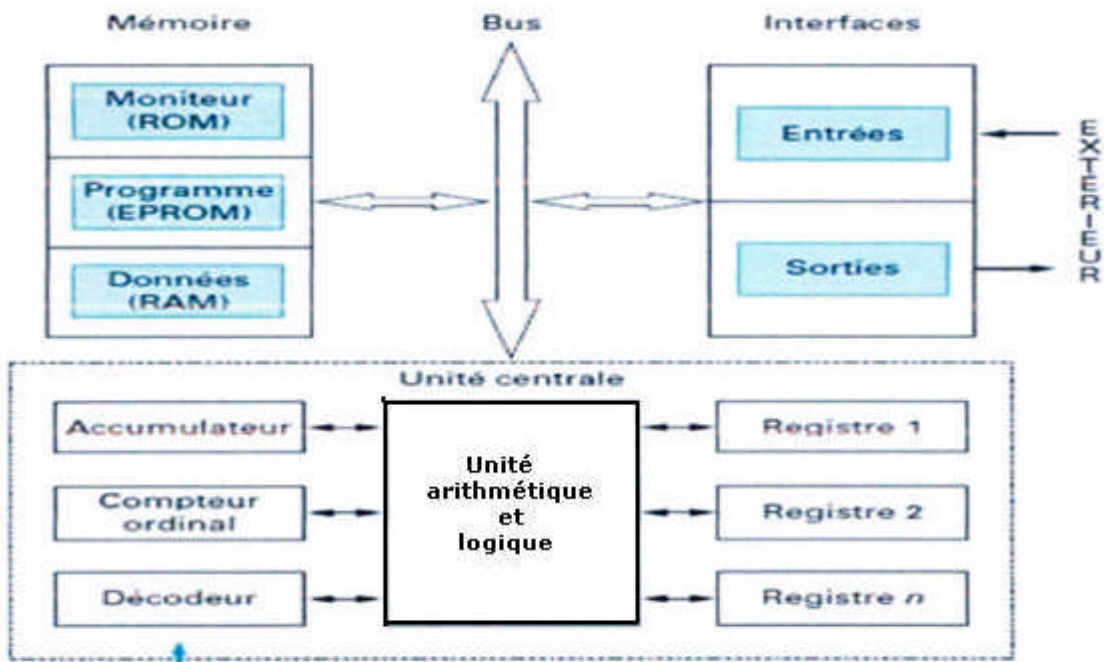 Mémoire
Bus
Interfaces
Moniteur
(ROM)
Programme
(EPROM)
Données
(RAM)
Entrées
Sorties
EXTERIEUR
Unité centrale
Accumulateur
Compteur
ordinal
Décodeur
Unité
arithmétique
et
logique
Registre 1
Registre 2
Registre n